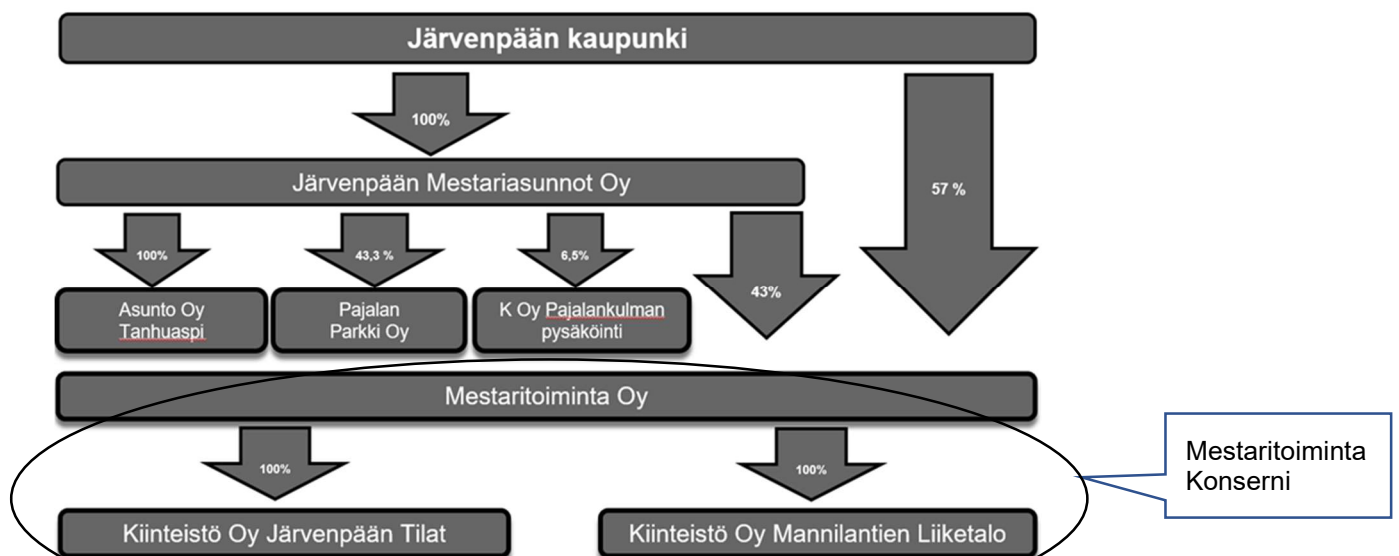 Järvenpään kaupunki
100%
57 %
Järvenpään Mestariasunnot Oy
100%
43,3 %
6,5%
43%
Asunto Oy
Tanhuaspi
Pajalan
Parkki Oy
K Oy Pajalankulman
pysäköinti
Mestaritoiminta Oy
100%
100%
Mestaritoiminta
Konserni
Kiinteistö Oy Järvenpään Tilat
Kiinteistö Oy Mannilantien Liiketalo